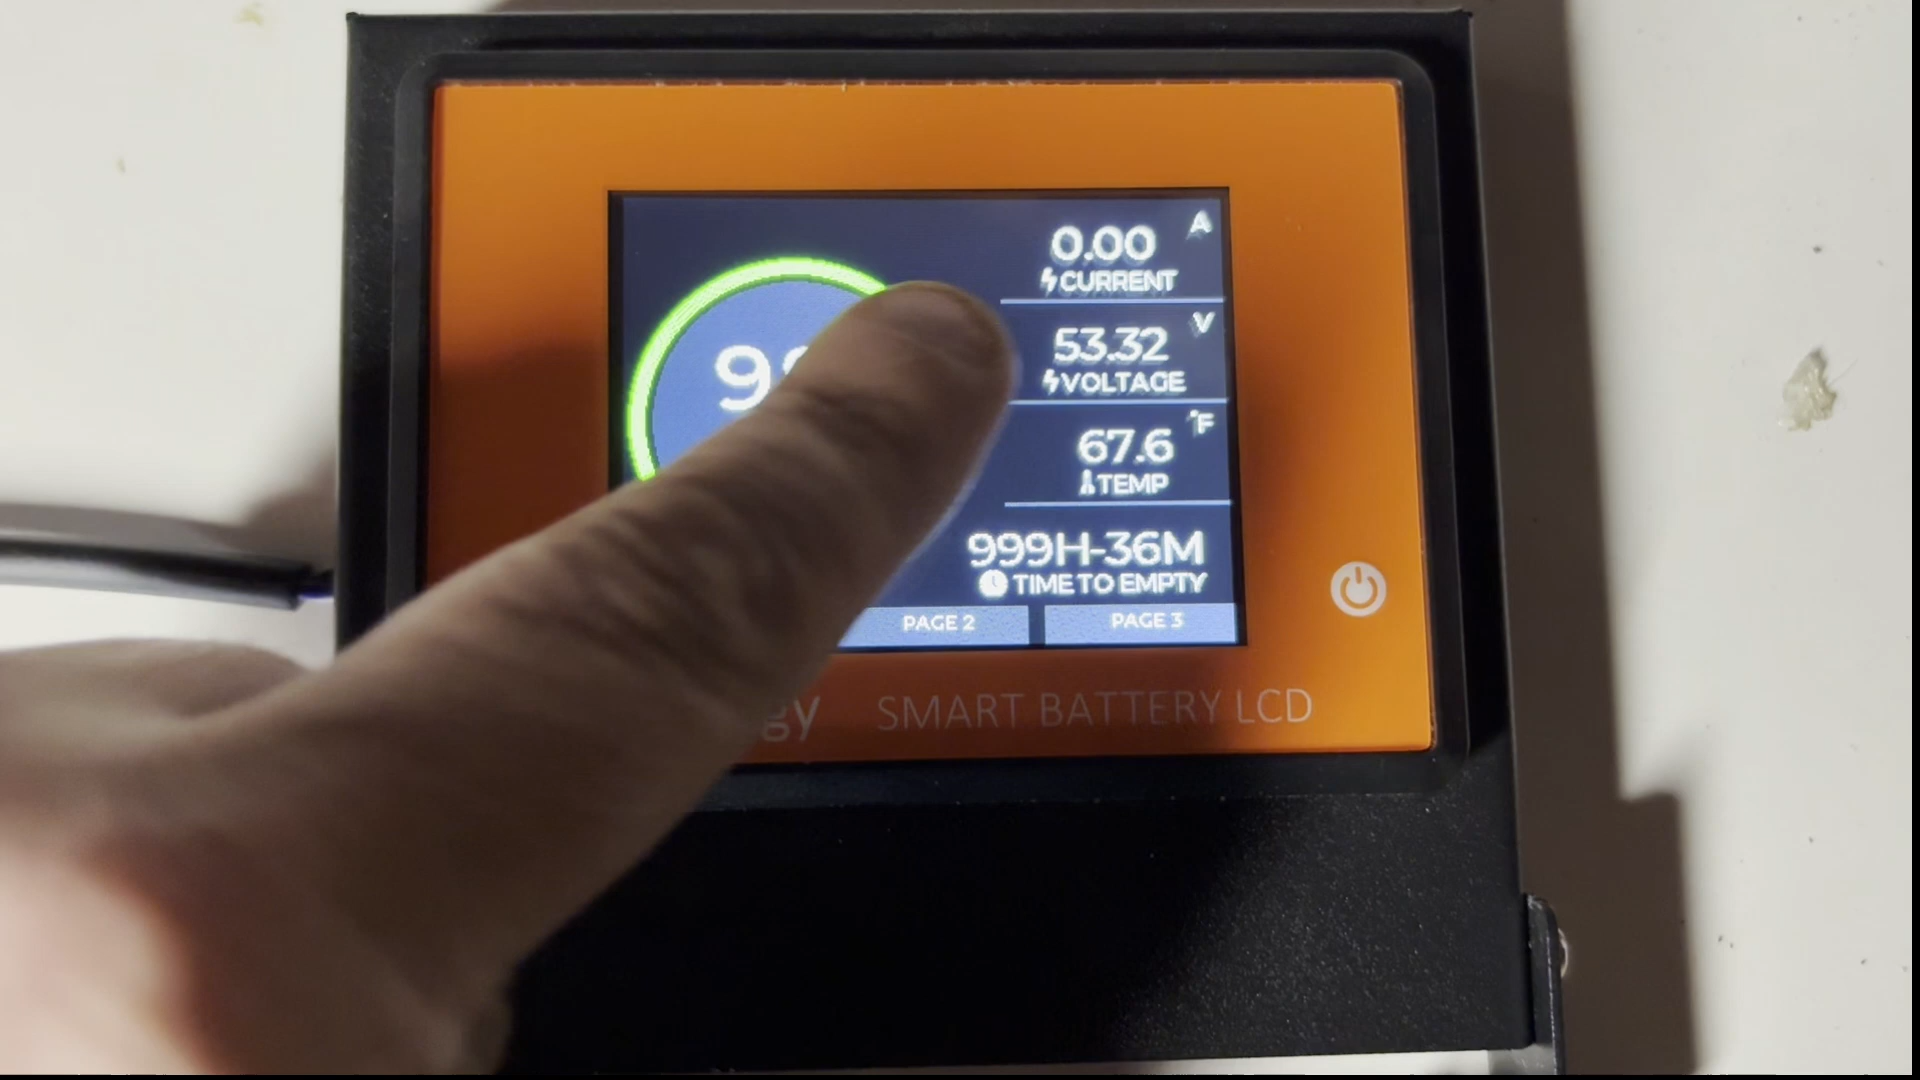 0.00 A
CURRENT
53.32 V
VOLTAGE
67.6 °F
TEMP
999H-36M
TIME TO EMPTY
PAGE 2 PAGE 3
SMART BATTERY LCD